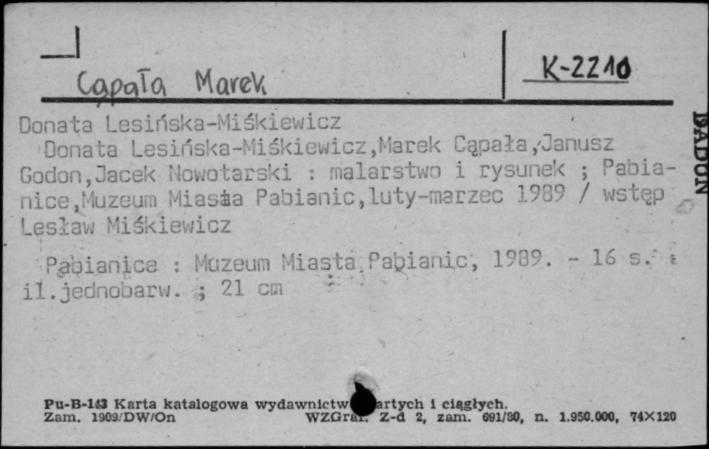 Cąpała Marek
K-2210
Donata Lesińska-Miśkiewicz
Donata Lesińska-Miśkiewicz,Marek Cąpała,Janusz
Godon,Jacek Nowotarski : malarstwo i rysunek ; Pabia-
nice,Muzeum Miasta Pabianic,luty-marzec 1989 / wstęp
Lesław Miśkiewicz
Pabianice : Muzeum Miasta Pabianic, 1989. - 16 s. :
il.jednobarw. ; 21 cm
Pu-B-143 Karta katalogowa wydawnictw artych i ciągłych.
Zam. 1909/DW/On WZGraf. Z-d 2, zam. 691/80, n. 1.950.000, 74×120